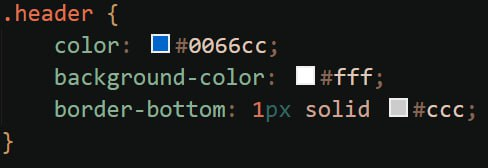 .header {
    color: #0066cc;
    background-color: #fff;
    border-bottom: 1px solid #ccc;
}